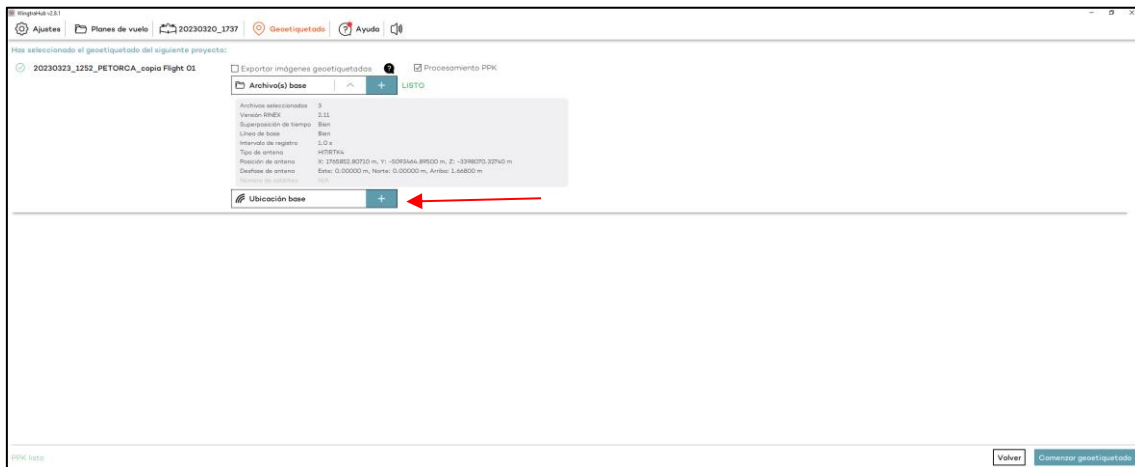 WingtraHub v2.8.1
Ajustes Planes de vuelo 20230320_1737 Geoetiquetado Ayuda
Has seleccionado el geoetiquetado del siguiente proyecto:
20230323_1252_PETORCA_copia Flight 01 Exportar imágenes geoetiquetadas ? Procesamiento PPK
Archivo(s) base + LISTO
Archivos seleccionados 3
Versión RINEX 2.11
Superposición de tiempo Bien
Línea de base Bien
Intervalo de registro 1.0 s
Tipo de antena HITIRTK4
Posición de antena X: 1765852.80710 m, Y: -5093464.89500 m, Z: -3398070.33740 m
Desfase de antena Este: 0.00000 m, Norte: 0.00000 m, Arriba: 1.66800 m
N/A
Ubicación base +
PPK listo Volver Comenzar geoetiquetado